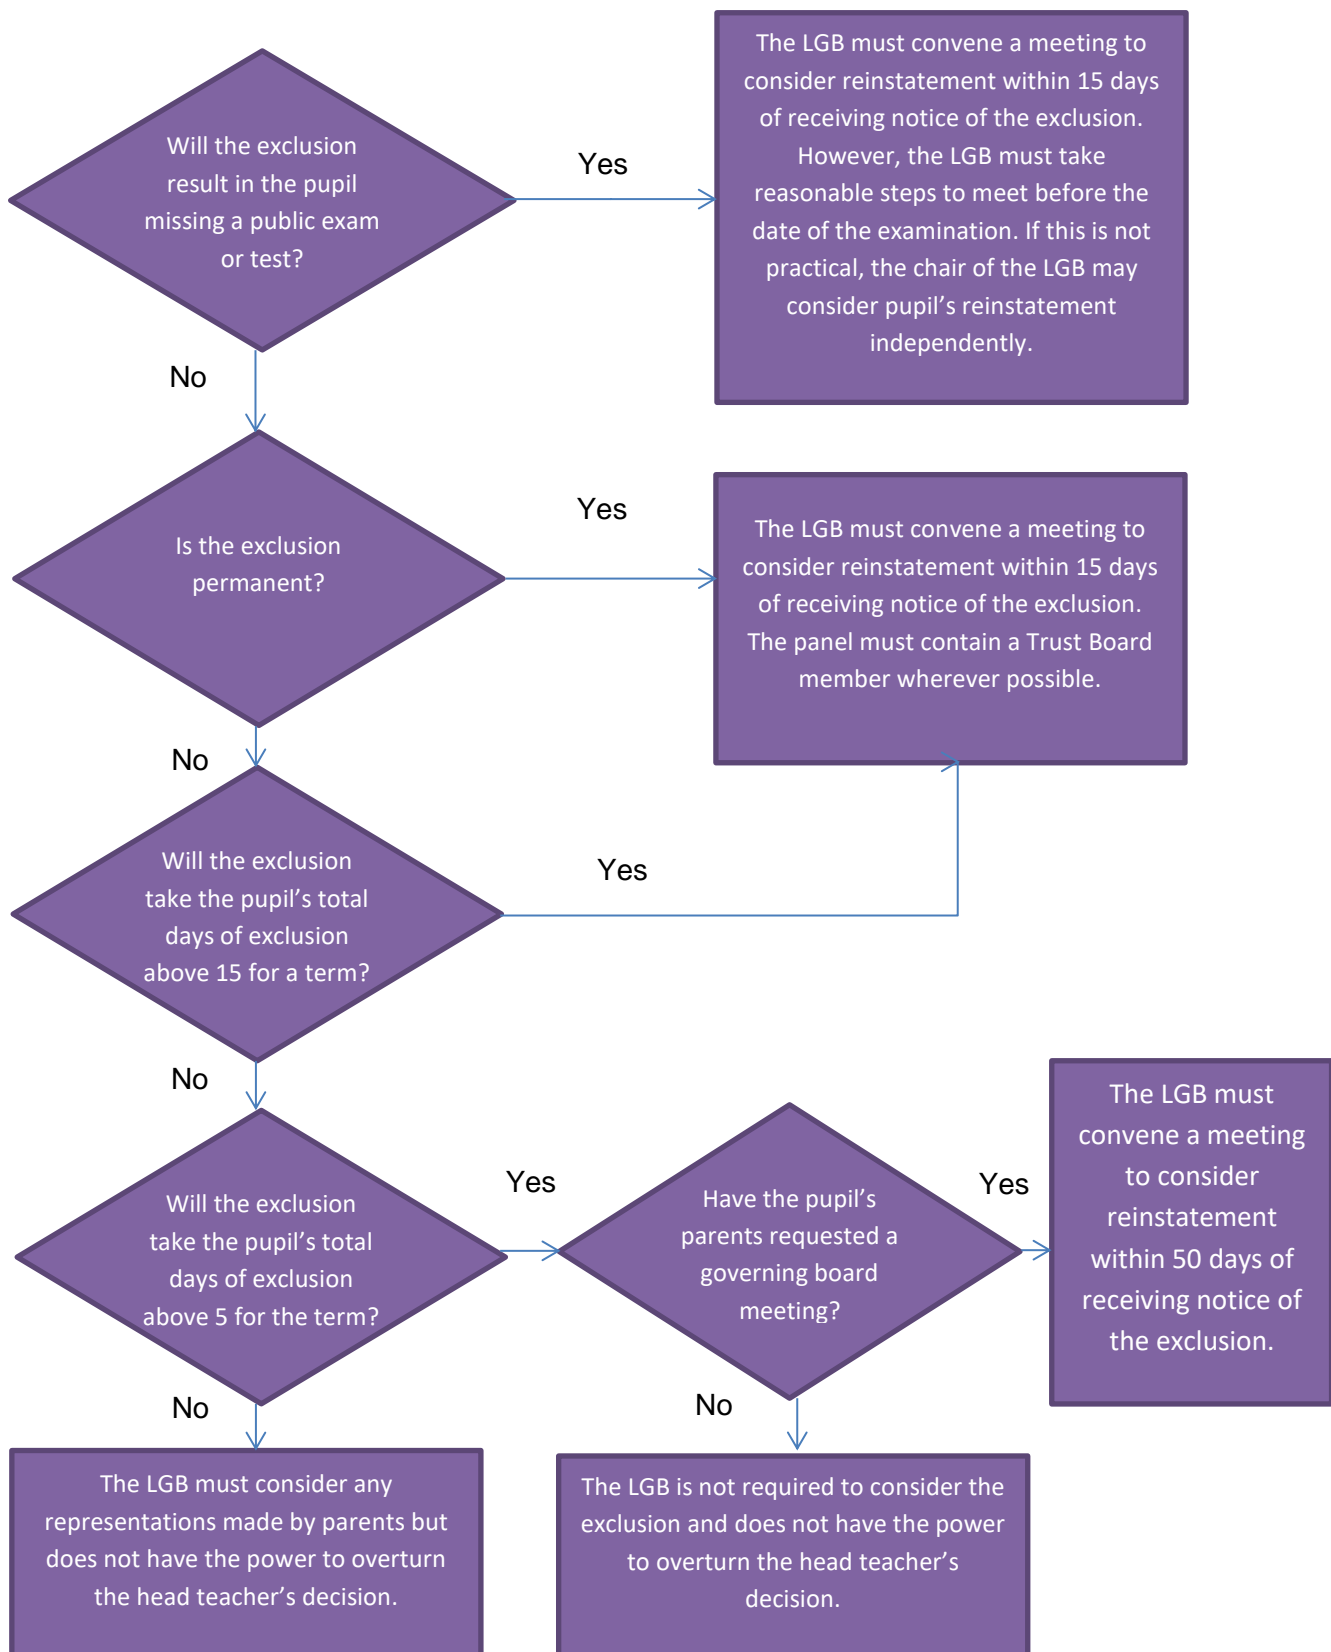 Will the exclusion
result in the pupil
missing a public exam
or test?
Yes
The LGB must convene a meeting to
consider reinstatement within 15 days
of receiving notice of the exclusion.
However, the LGB must take
reasonable steps to meet before the
date of the examination. If this is not
practical, the chair of the LGB may
consider pupil’s reinstatement
independently.
No
Is the exclusion
permanent?
Yes
The LGB must convene a meeting to
consider reinstatement within 15 days
of receiving notice of the exclusion.
The panel must contain a Trust Board
member wherever possible.
No
Will the exclusion
take the pupil’s total
days of exclusion
above 15 for a term?
Yes
No
Will the exclusion
take the pupil’s total
days of exclusion
above 5 for the term?
Yes
Have the pupil’s
parents requested a
governing board
meeting?
Yes
The LGB must
convene a meeting
to consider
reinstatement
within 50 days of
receiving notice of
the exclusion.
No
The LGB must consider any
representations made by parents but
does not have the power to overturn
the head teacher’s decision.
No
The LGB is not required to consider the
exclusion and does not have the power
to overturn the head teacher’s
decision.